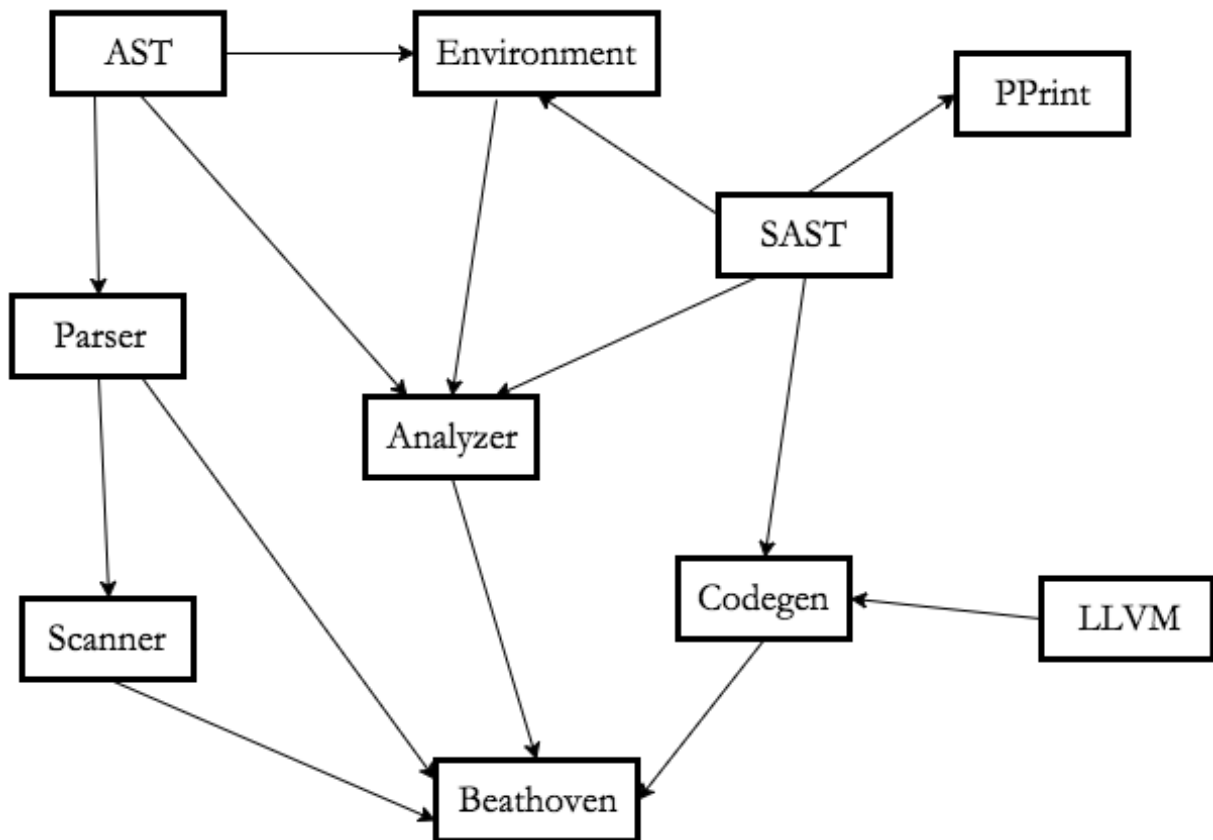 AST
Environment
PPrint
SAST
Parser
Analyzer
Codegen
LLVM
Scanner
Beathoven